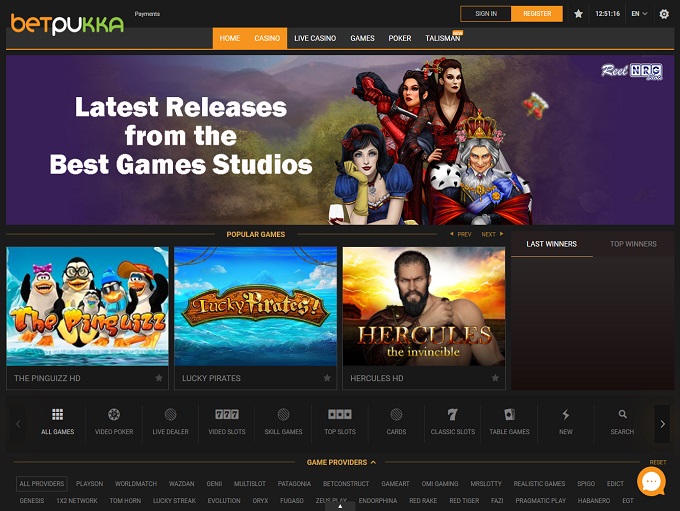 betpukka
Payments
SIGN IN
REGISTER
12:51:16
EN
HOME
CASINO
LIVE CASINO
GAMES
POKER
TALISMAN
NEW
Reel NRG
Latest Releases
from the
Best Games Studios
POPULAR GAMES
PREV
NEXT
LAST WINNERS
TOP WINNERS
The Pinguizz
Lucky Pirates!
HERCULES
the invincible
THE PINGUIZZ HD
LUCKY PIRATES
HERCULES HD
ALL GAMES
VIDEO POKER
LIVE DEALER
777
VIDEO SLOTS
SKILL GAMES
TOP SLOTS
CARDS
7
CLASSIC SLOTS
TABLE GAMES
NEW
SEARCH
GAME PROVIDERS
RESET
ALL PROVIDERS PLAYSON WORLDMATCH WAZDAN GENII MULTISLOT PATAGONIA BETCONSTRUCT GAMEART OMI GAMING MRSLOTTY REALISTIC GAMES SPIGO EDICT
GENESIS 1X2 NETWORK TOM HORN LUCKY STREAK EVOLUTION ORYX FUGASO ZEUS PLAY ENDORPHINA RED RAKE RED TIGER FAZI PRAGMATIC PLAY HABANERO EGT